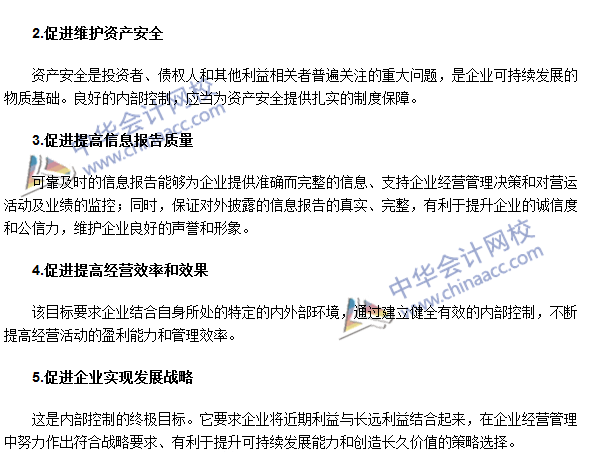 2.促进维护资产安全
资产安全是投资者、债权人和其他利益相关者普遍关注的重大问题，是企业可持续发展的
物质基础。良好的内部控制，应当为资产安全提供扎实的制度保障。
3.促进提高信息报告质量
可靠及时的信息报告能够为企业提供准确而完整的信息、支持企业经营管理决策和对营运
活动及业绩的监控；同时，保证对外披露的信息报告的真实、完整，有利于提升企业的诚信度
和公信力，维护企业良好的声誉和形象。
4.促进提高经营效率和效果
该目标要求企业结合自身所处的特定的内外部环境，通过建立健全有效的内部控制，不断
提高经营活动的盈利能力和管理效率。
5.促进企业实现发展战略
这是内部控制的终极目标。它要求企业将近期利益与长远利益结合起来，在企业经营管理
中努力作出符合战略要求、有利于提升可持续发展能力和创造长久价值的策略选择。
中华会计网校
www.chinaacc.com
中华会计网校
www.chinaacc.com